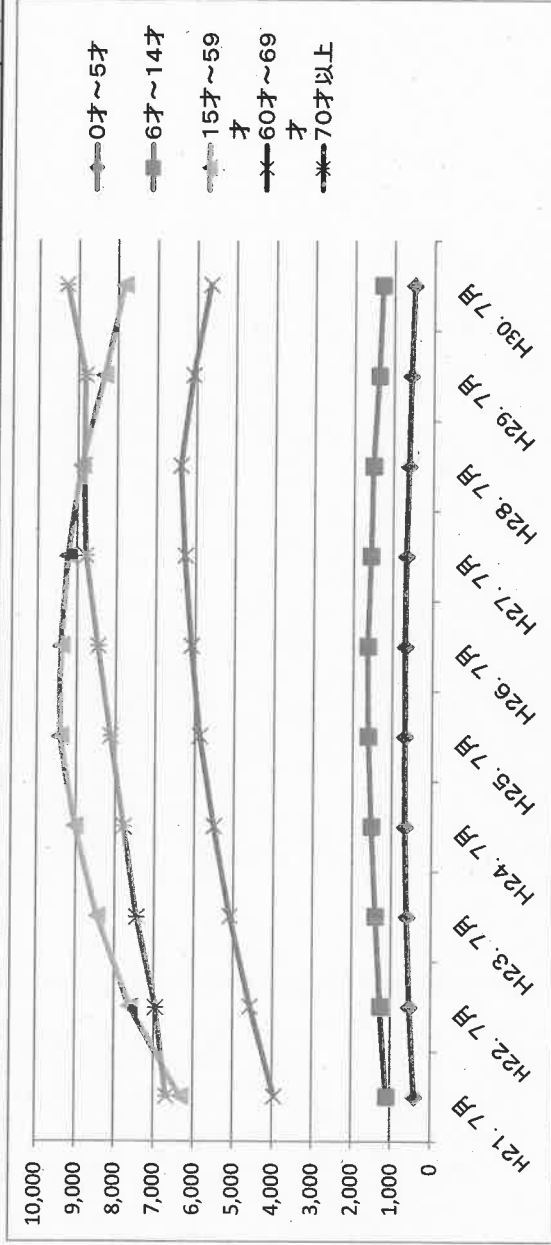 10,000
9,000
8,000
7,000
6,000
5,000
4,000
3,000
2,000
1,000
0
H21. 7月
H22. 7月
H23. 7月
H24. 7月
H25. 7月
H26. 7月
H27. 7月
H28. 7月
H29. 7月
H30. 7月
0才～5才
6才～14才
15才～59
才
60才～69
才
70才以上